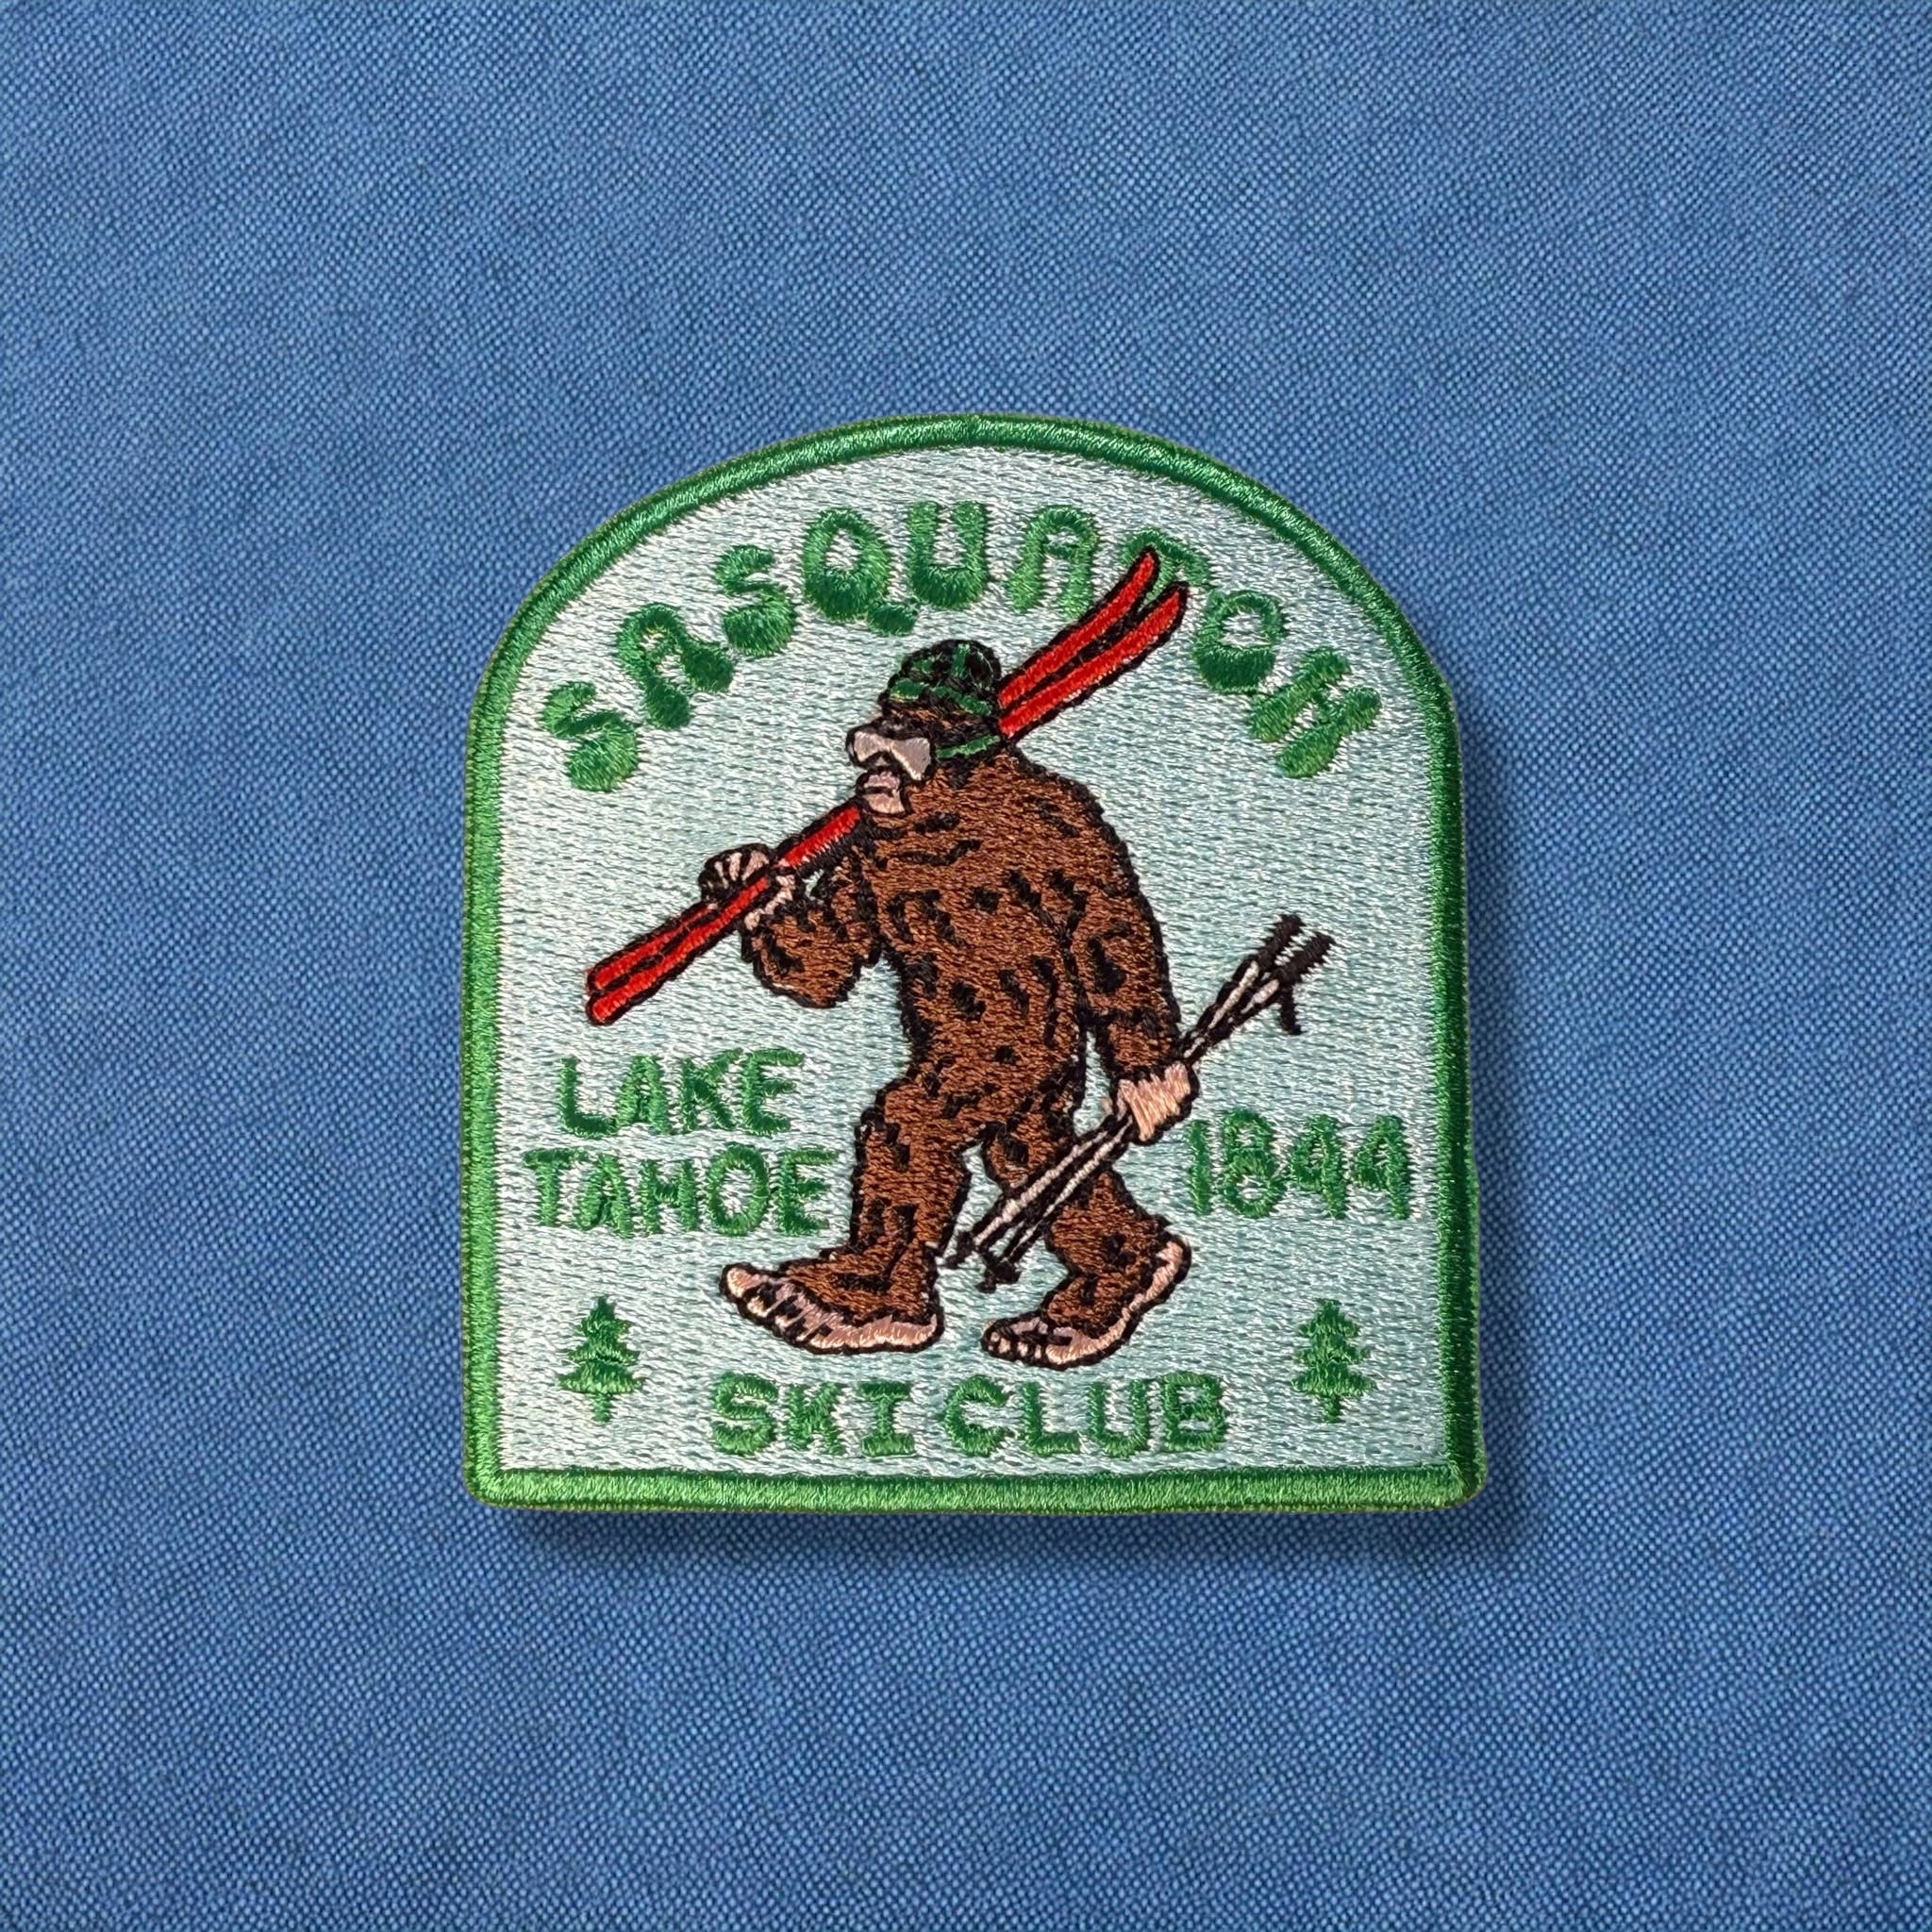 SASQUATCH
LAKE
TAHOE
1844
SKI CLUB